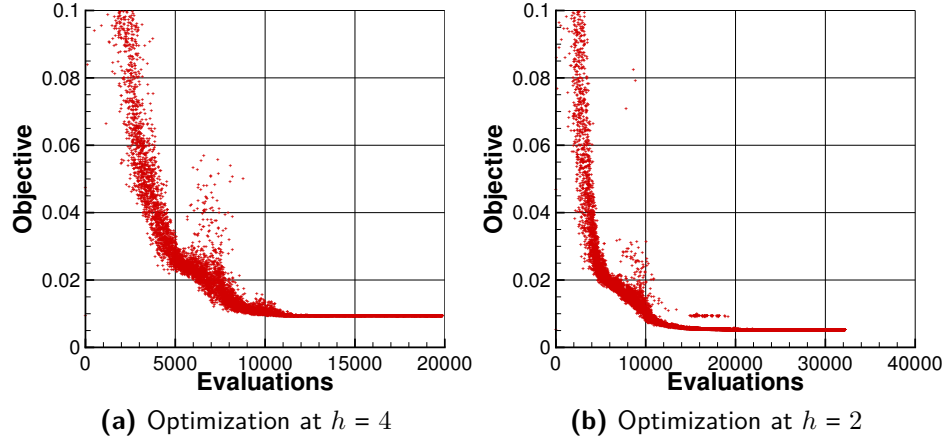 0.1
0.08
0.06
0.04
0.02
0
Objective
0 5000 10000 15000 20000
Evaluations
(a) Optimization at h = 4
0.1
0.08
0.06
0.04
0.02
0
Objective
0 10000 20000 30000 40000
Evaluations
(b) Optimization at h = 2